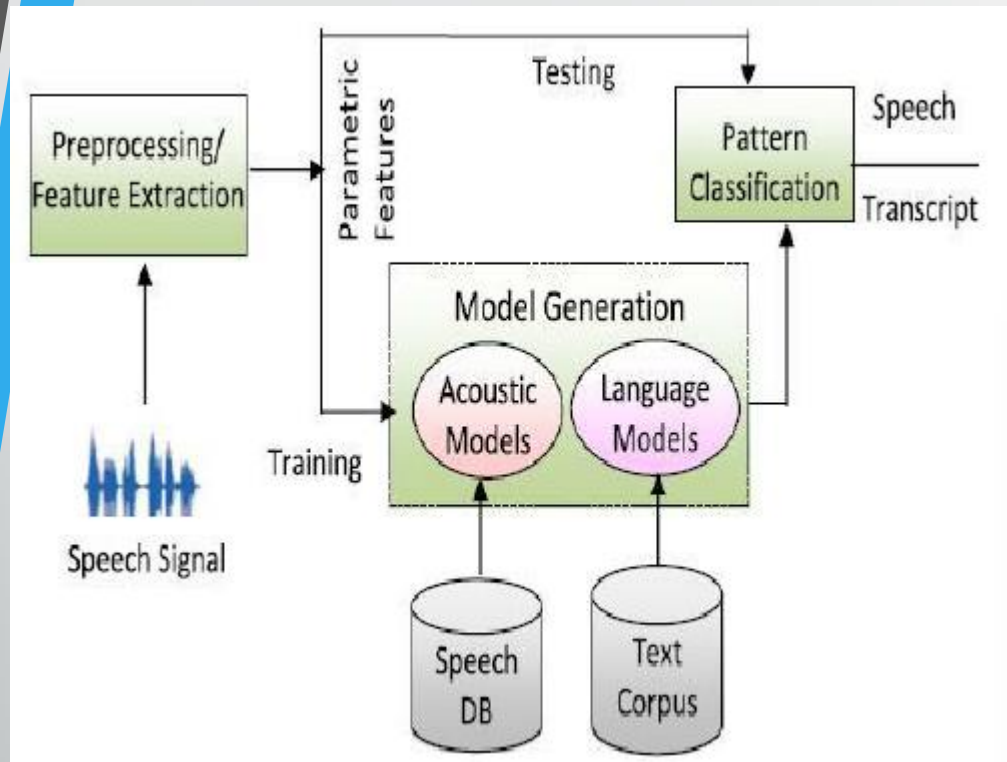 Testing
Parametric
Features
Preprocessing/
Feature Extraction
Pattern
Classification
Speech
Transcript
Model Generation
Acoustic
Models
Language
Models
Training
Speech Signal
Speech
DB
Text
Corpus